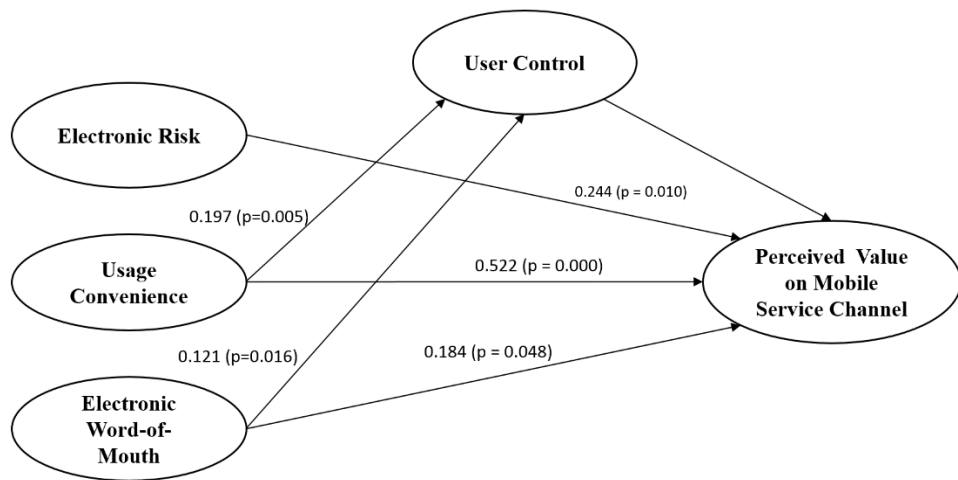 User Control
Electronic Risk
0.244 (p = 0.010)
0.197 (p=0.005)
Usage
Convenience
0.522 (p = 0.000)
Perceived Value
on Mobile
Service Channel
0.121 (p=0.016)
0.184 (p = 0.048)
Electronic
Word-of-
Mouth